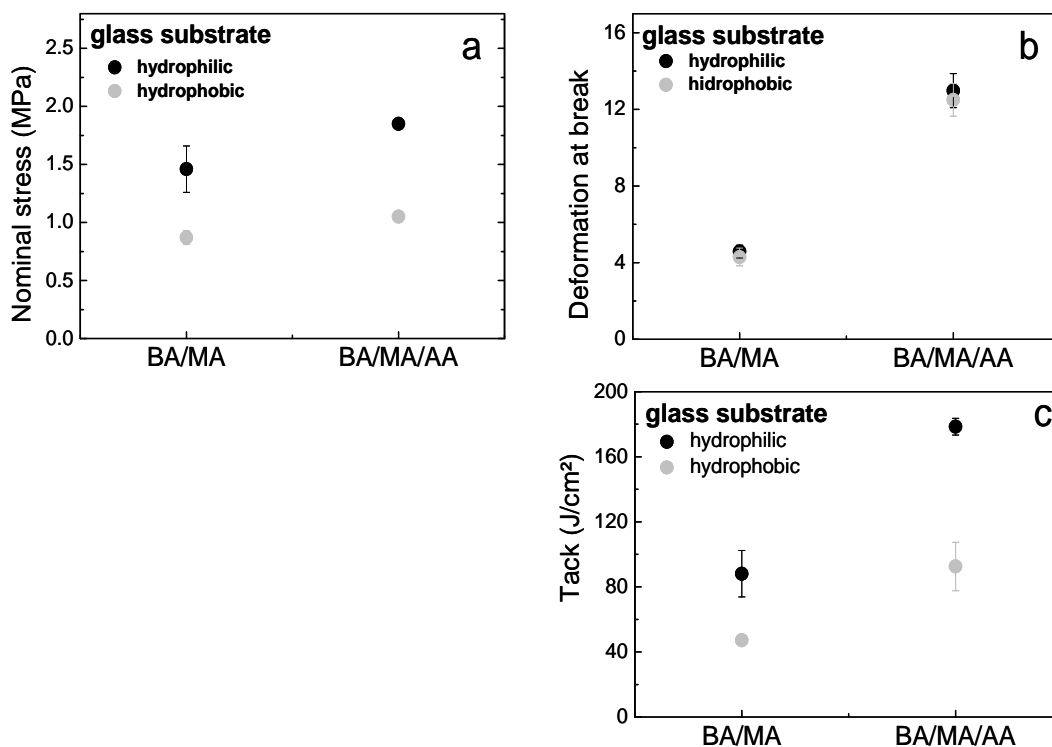 glass substrate
a
hydrophilic
hydrophobic
Nominal stress (MPa)
2.5
2.0
1.5
1.0
0.5
0.0
BA/MA
BA/MA/AA
glass substrate
b
hydrophilic
hidrophobic
Deformation at break
16
12
8
4
0
BA/MA
BA/MA/AA
glass substrate
c
hydrophilic
hydrophobic
Tack (J/cm²)
200
160
120
80
40
0
BA/MA
BA/MA/AA